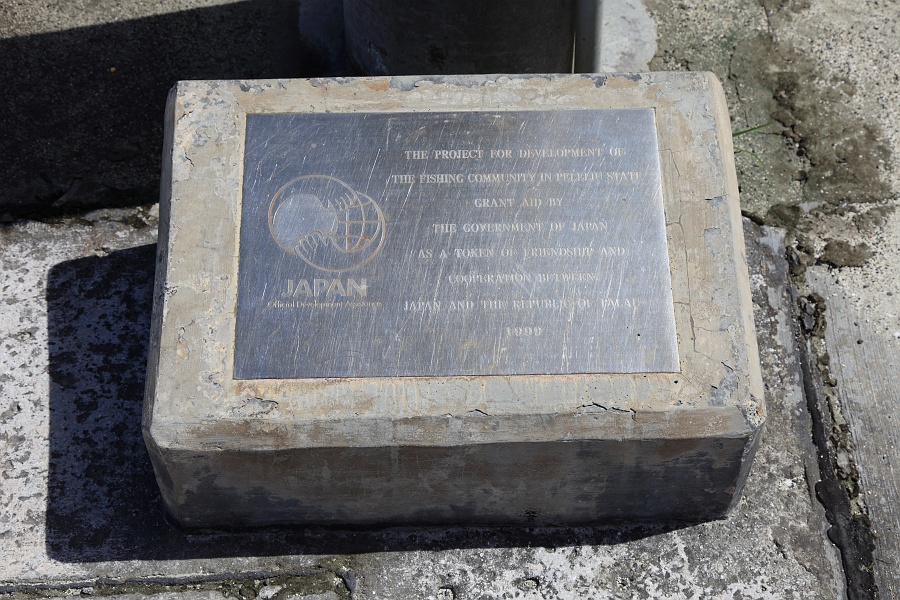 THE PROJECT FOR DEVELOPMENT OF
THE FISHING COMMUNITY IN PELELIU STATE
GRANT AID BY
THE GOVERNMENT OF JAPAN
AS A TOKEN OF FRIENDSHIP AND
COOPERATION BETWEEN
JAPAN AND THE REPUBLIC OF PALAU
1999
JAPAN
Official Development Assistance